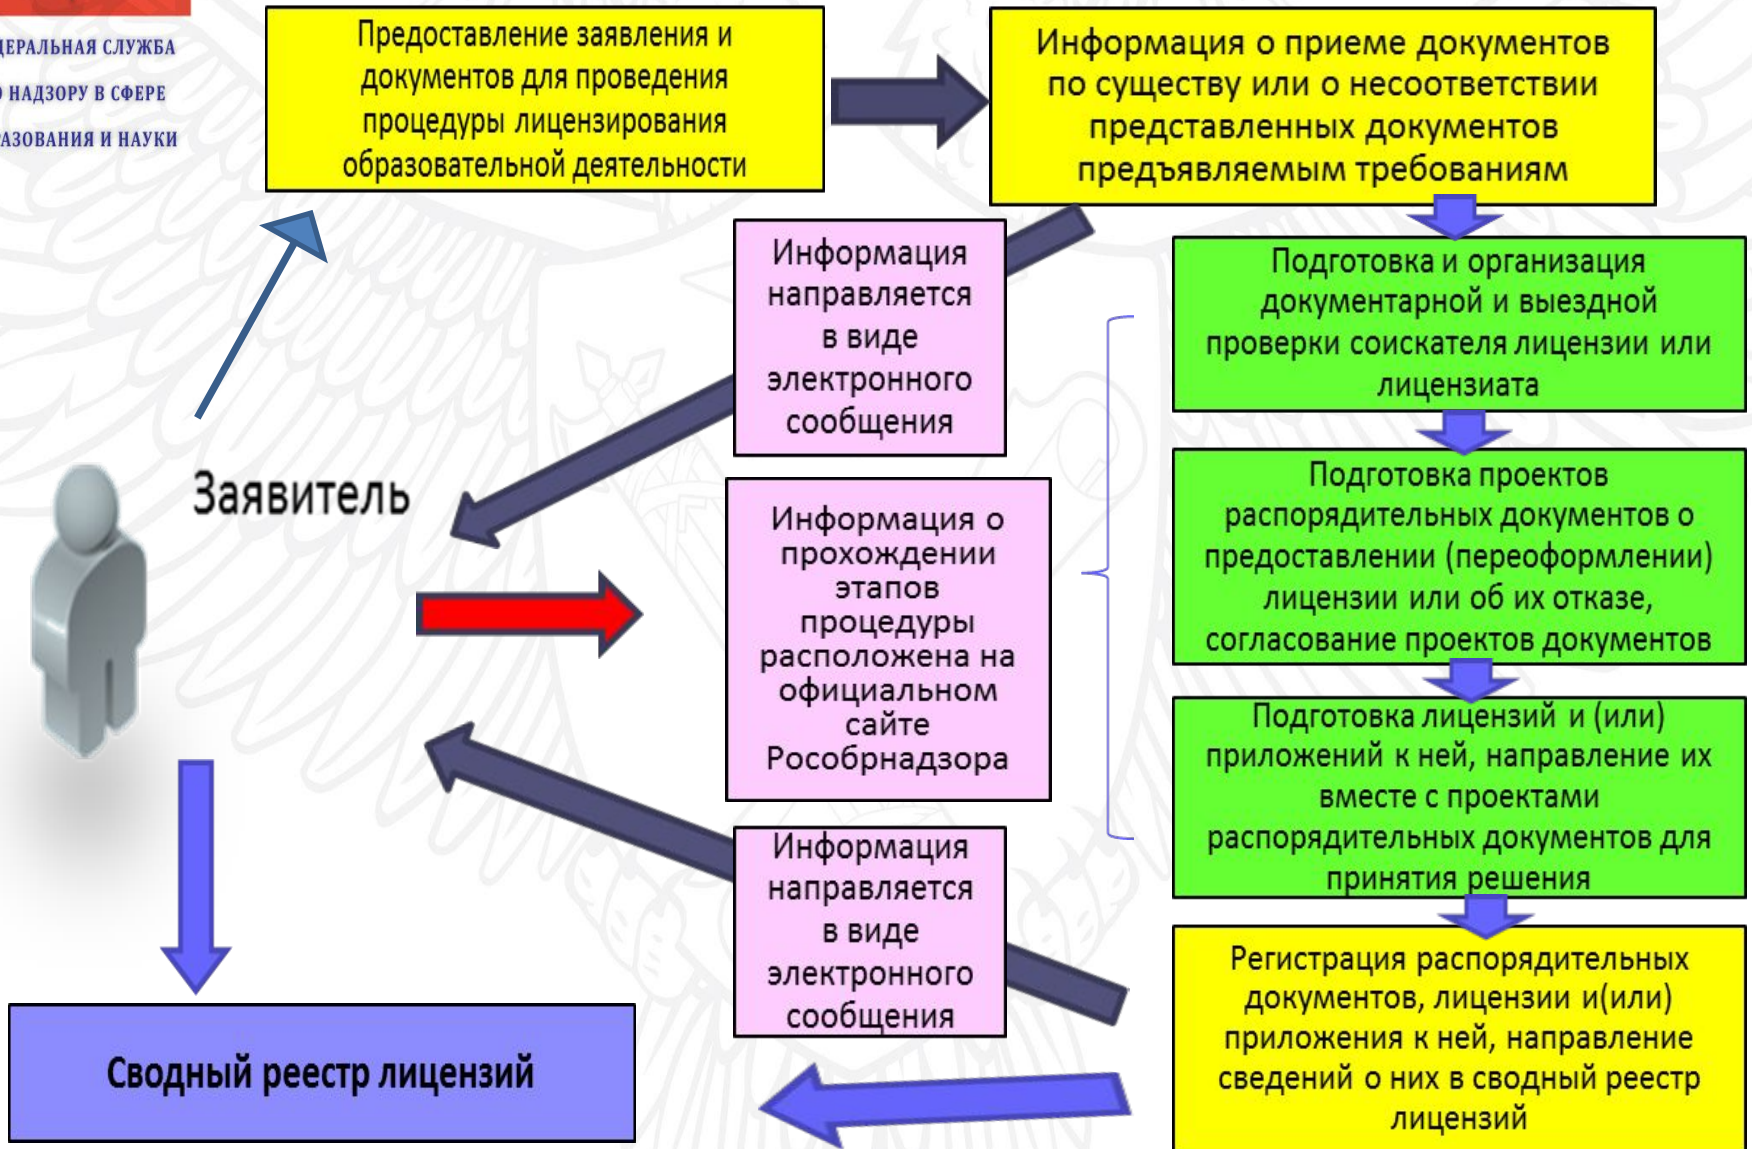 ДЕРАЛЬНАЯ СЛУЖБА
О НАДЗОРУ В СФЕРЕ
РАЗОВАНИЯ И НАУКИ
Предоставление заявления и
документов для проведения
процедуры лицензирования
образовательной деятельности
Информация о приеме документов
по существу или о несоответствии
представленных документов
предъявляемым требованиям
Информация
направляется
в виде
электронного
сообщения
Подготовка и организация
документарной и выездной
проверки соискателя лицензии или
лицензиата
Заявитель
Информация о
прохождении
этапов
процедуры
расположена на
официальном
сайте
Рособрнадзора
Подготовка проектов
распорядительных документов о
предоставлении (переоформлении)
лицензии или об их отказе,
согласование проектов документов
Подготовка лицензий и (или)
приложений к ней, направление их
вместе с проектами
распорядительных документов для
принятия решения
Информация
направляется
в виде
электронного
сообщения
Регистрация распорядительных
документов, лицензии и(или)
приложения к ней, направление
сведений о них в сводный реестр
лицензий
Сводный реестр лицензий